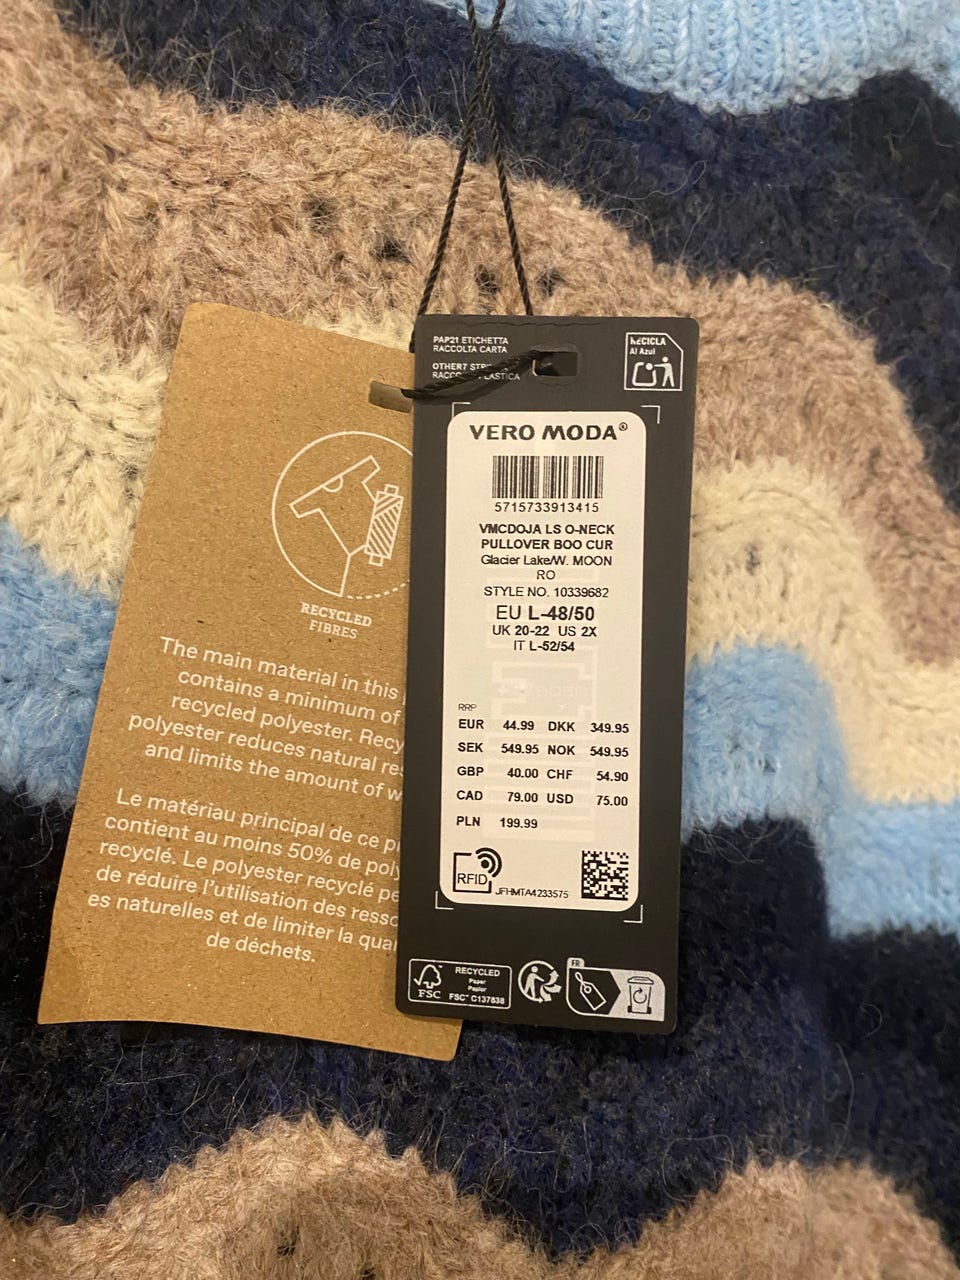 PAP21 ETICHETTA
RACCOLTA CARTA
OTHER7
PLASTICA
RECICLA
Al Azul
VERO MODA®
5715733913415
VMCDOJA LS O-NECK
PULLOVER BOO CUR
Glacier Lake/W. MOON
RO
STYLE NO. 10339682
EU L-48/50
UK 20-22 US 2X
IT L-52/54
RRP
EUR 44.99 DKK 349.95
SEK 549.95 NOK 549.95
GBP 40.00 CHF 54.90
CAD 79.00 USD 75.00
PLN 199.99
RFID
JFHMTA4233575
FSC
RECYCLED
Paper
Papier
FSC® C137838
FR
RECYCLED
FIBRES
The main material in this
contains a minimum of
recycled polyester.
polyester reduces natural
and limits the amount of
Le matériau principal de ce
contient au moins 50% de
recyclé. Le polyester recyclé
de réduire l'utilisation des
es naturelles et de limiter la
de déchets.